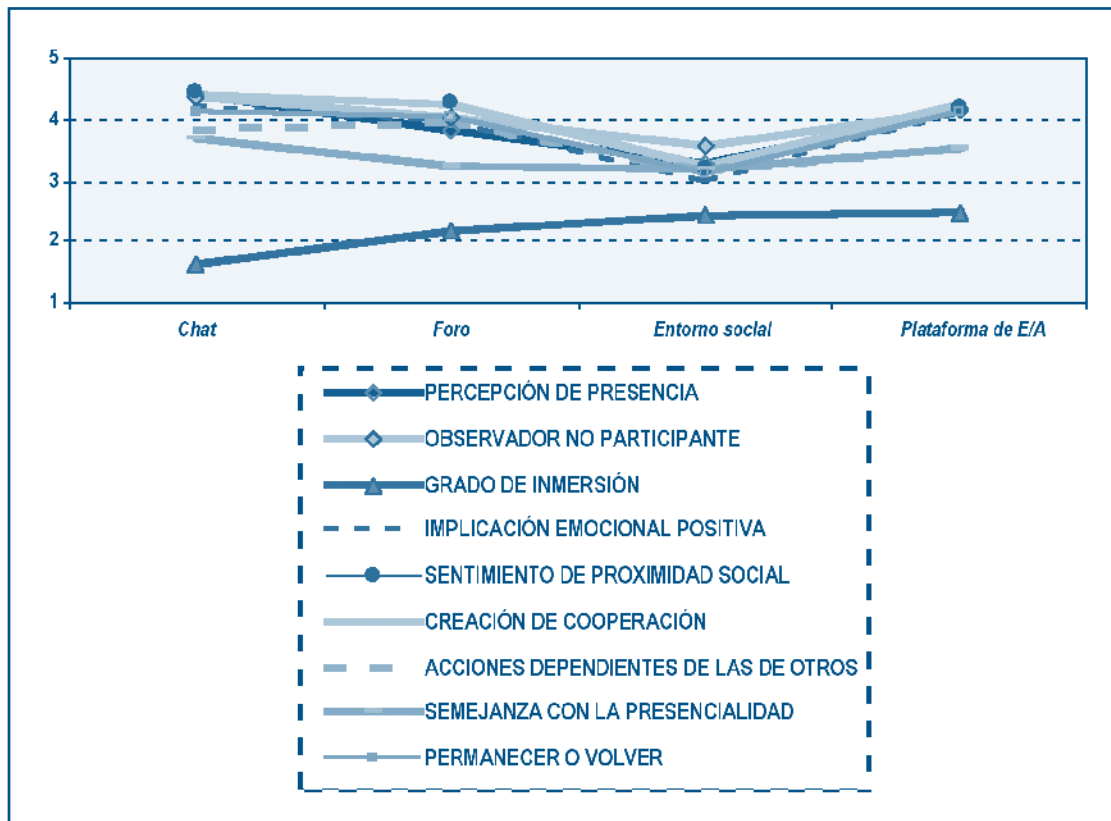 5
4
3
2
1
Chat Foro Entorno social Plataforma de E/A
PERCEPCIÓN DE PRESENCIA
OBSERVADOR NO PARTICIPANTE
GRADO DE INMERSIÓN
IMPLICACIÓN EMOCIONAL POSITIVA
SENTIMIENTO DE PROXIMIDAD SOCIAL
CREACIÓN DE COOPERACIÓN
ACCIONES DEPENDIENTES DE LAS DE OTROS
SEMEJANZA CON LA PRESENCIALIDAD
PERMANECER O VOLVER